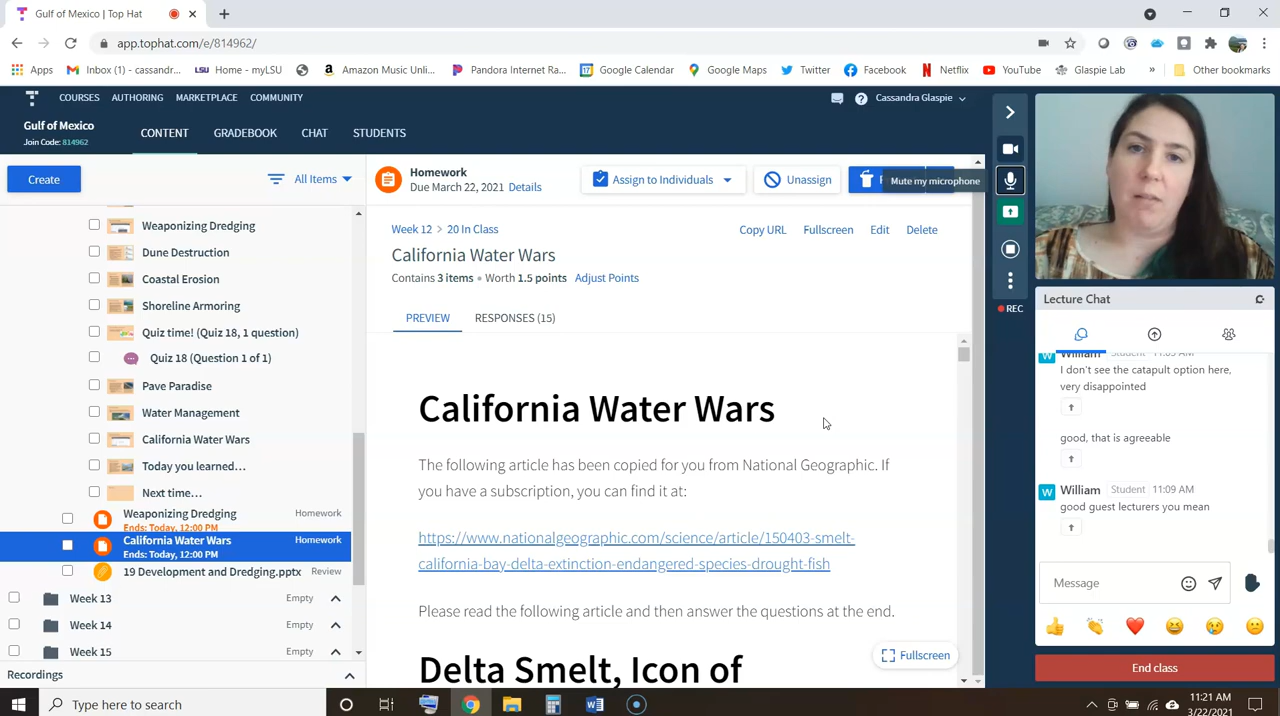 Gulf of Mexico | Top Hat
app.tophat.com/e/814962/
Apps
Inbox (1) - cassandr...
LSU Home - myLSU
Amazon Music Unli...
Pandora Internet Ra...
Google Calendar
Google Maps
Twitter
Facebook
Netflix
YouTube
Glaspie Lab
»
Other bookmarks
COURSES AUTHORING MARKETPLACE COMMUNITY
Cassandra Glaspie
Gulf of Mexico
Join Code: 814962
CONTENT GRADEBOOK CHAT STUDENTS
Create
All Items
Weaponizing Dredging
Dune Destruction
Coastal Erosion
Shoreline Armoring
Quiz time! (Quiz 18, 1 question)
Quiz 18 (Question 1 of 1)
Pave Paradise
Water Management
California Water Wars
Today you learned...
Next time...
Weaponizing Dredging Homework
Ends: Today, 12:00 PM
California Water Wars Homework
Ends: Today, 12:00 PM
19 Development and Dredging.pptx Review
Week 13 Empty
Week 14 Empty
Week 15 Empty
Recordings
Homework
Due March 22, 2021 Details
Assign to Individuals
Unassign
Mute my microphone
Week 12 > 20 In Class
Copy URL Fullscreen Edit Delete
California Water Wars
Contains 3 items • Worth 1.5 points Adjust Points
PREVIEW RESPONSES (15)
California Water Wars
The following article has been copied for you from National Geographic. If
you have a subscription, you can find it at:
https://www.nationalgeographic.com/science/article/150403-smelt-
california-bay-delta-extinction-endangered-species-drought-fish
Please read the following article and then answer the questions at the end.
Delta Smelt, Icon of
Fullscreen
REC
Lecture Chat
W William Student 11:05 AM
I don't see the catapult option here,
very disappointed
good, that is agreeable
W William Student 11:09 AM
good guest lecturers you mean
Message
End class
Type here to search
11:21 AM
3/22/2021